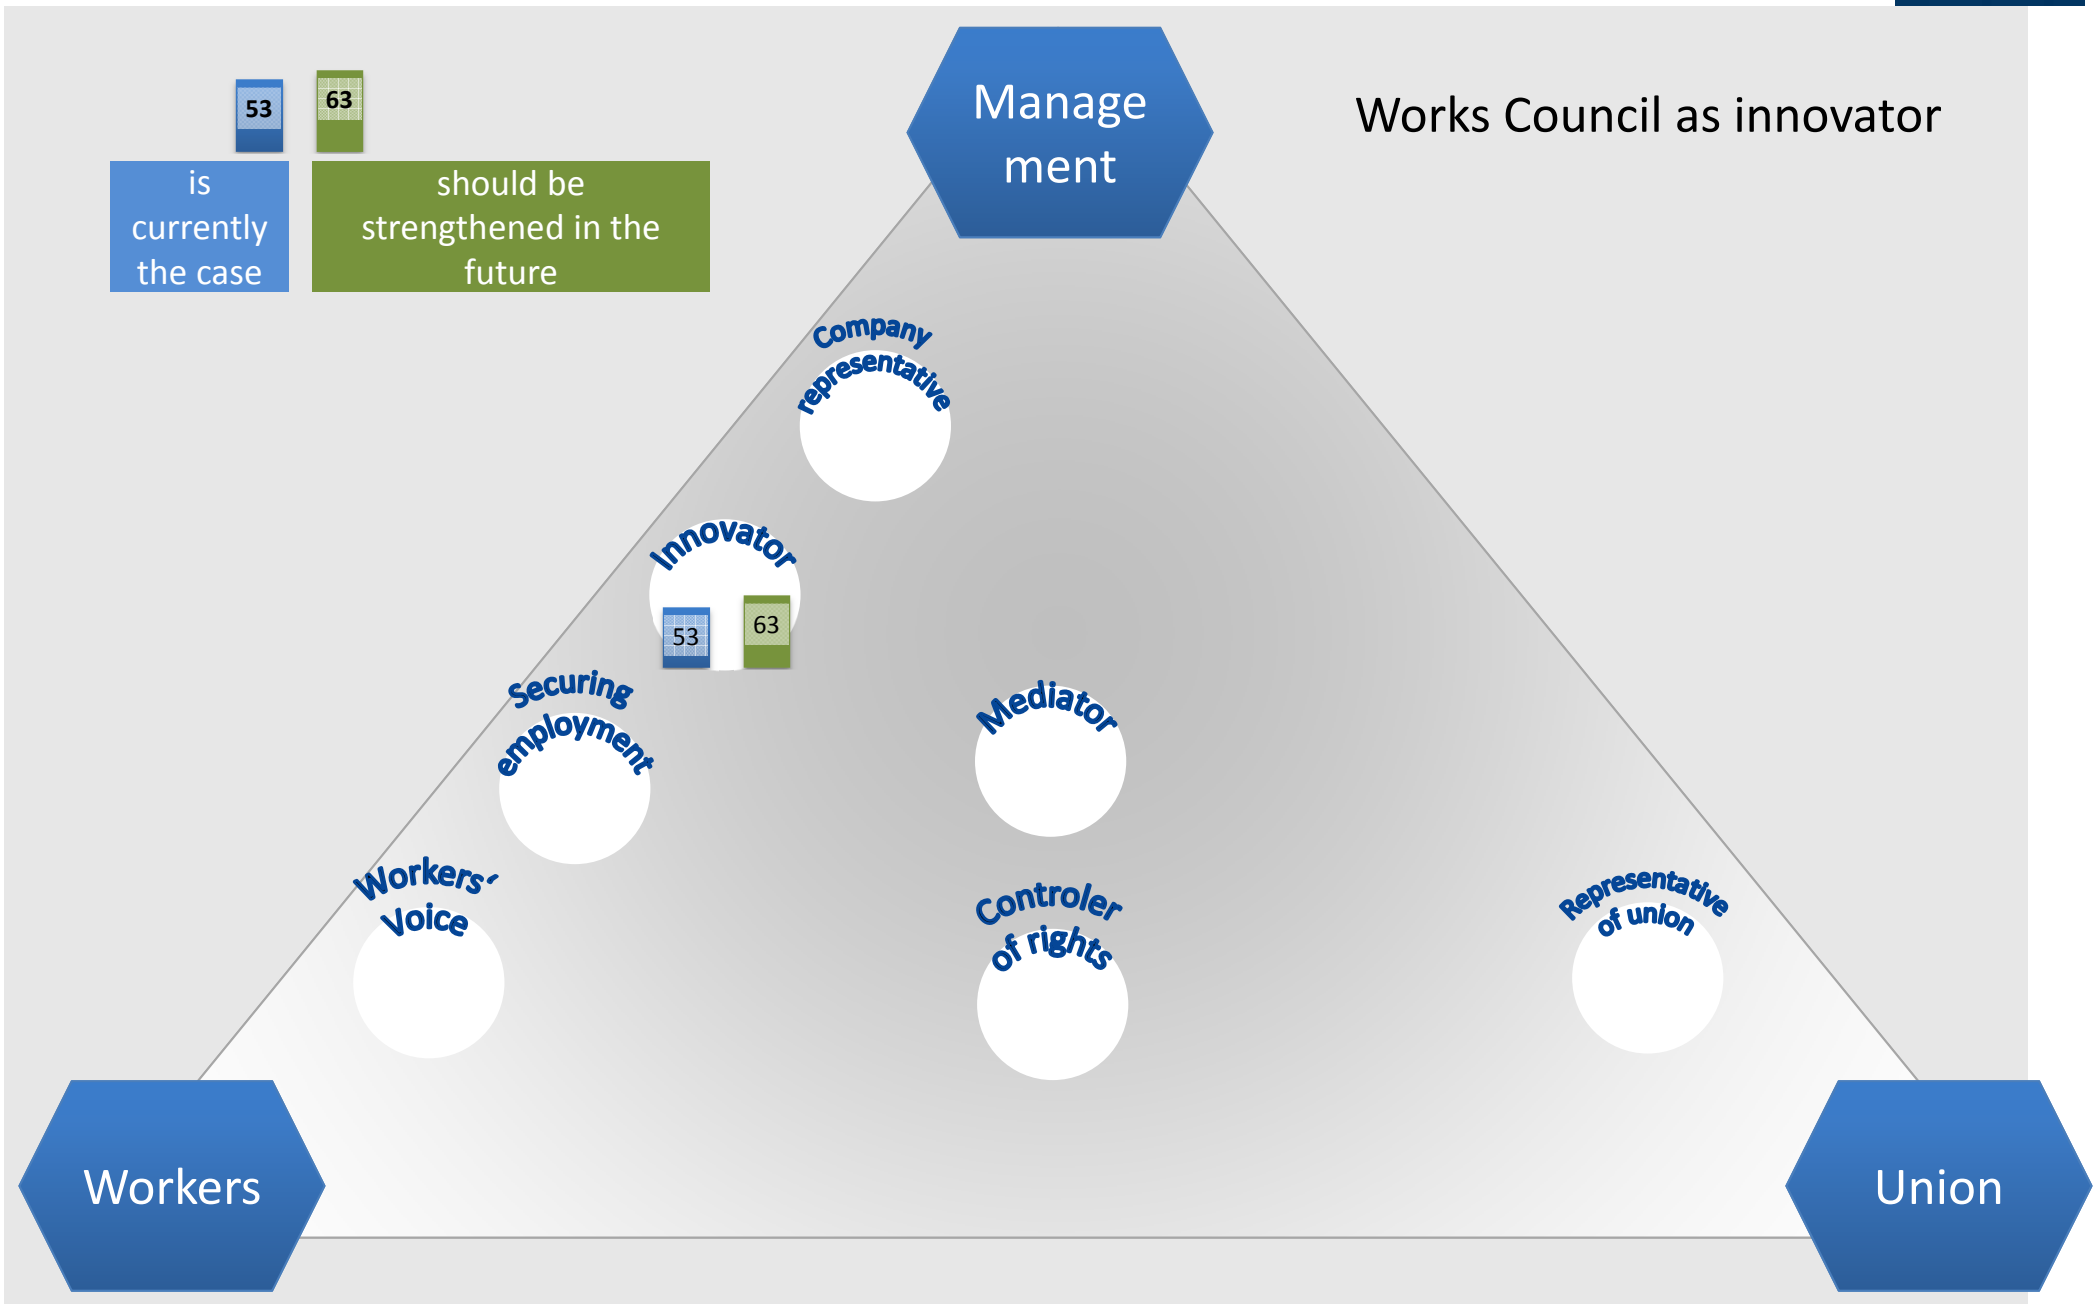 Manage
ment
Works Council as innovator
53
63
is
currently
the case
should be
strengthened in the
future
Company
representative
Innovator
53
63
Securing
employment
Mediator
Workers‘
Voice
Controler
of rights
Representative
of union
Workers
Union